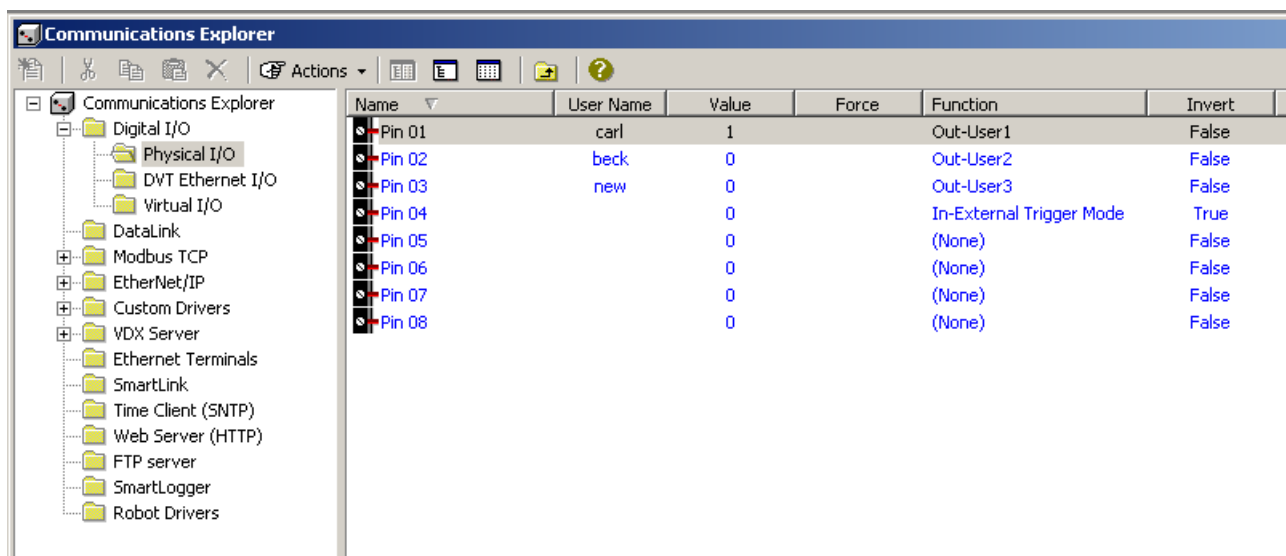 Communications Explorer
Actions
Communications Explorer
Digital I/O
Physical I/O
DVT Ethernet I/O
Virtual I/O
DataLink
Modbus TCP
EtherNet/IP
Custom Drivers
VDX Server
Ethernet Terminals
SmartLink
Time Client (SNTP)
Web Server (HTTP)
FTP server
SmartLogger
Robot Drivers
Name User Name Value Force Function Invert
Pin 01 carl 1 Out-User1 False
Pin 02 beck 0 Out-User2 False
Pin 03 new 0 Out-User3 False
Pin 04 0 In-External Trigger Mode True
Pin 05 0 (None) False
Pin 06 0 (None) False
Pin 07 0 (None) False
Pin 08 0 (None) False